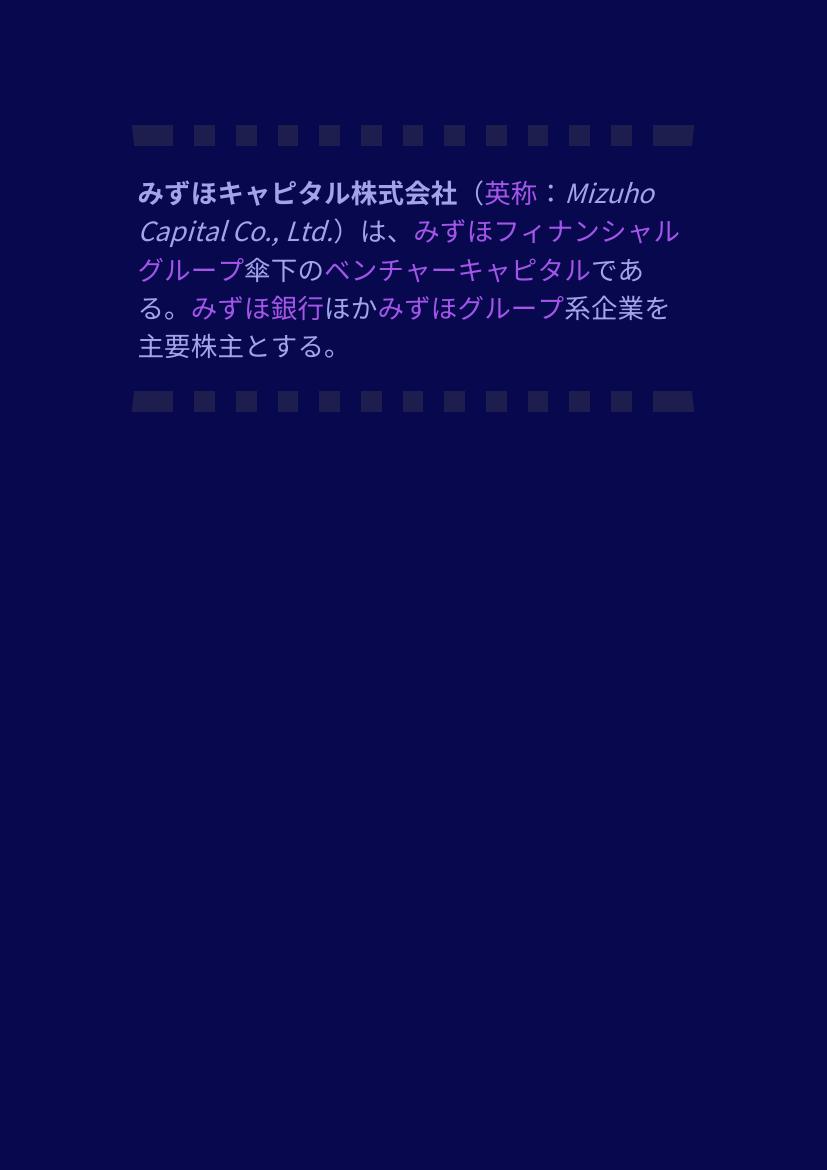 みずほキャピタル株式会社（英称：Mizuho
Capital Co., Ltd.）は、みずほフィナンシャル
グループ傘下のベンチャーキャピタルであ
る。みずほ銀行ほかみずほグループ系企業を
主要株主とする。